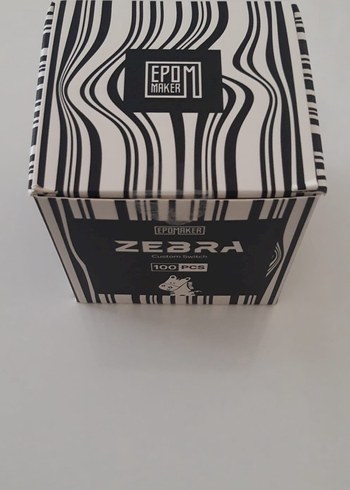 EPOM
MAKER
EPOMAKER
ZEBRA
Custom Switch
100 PCS